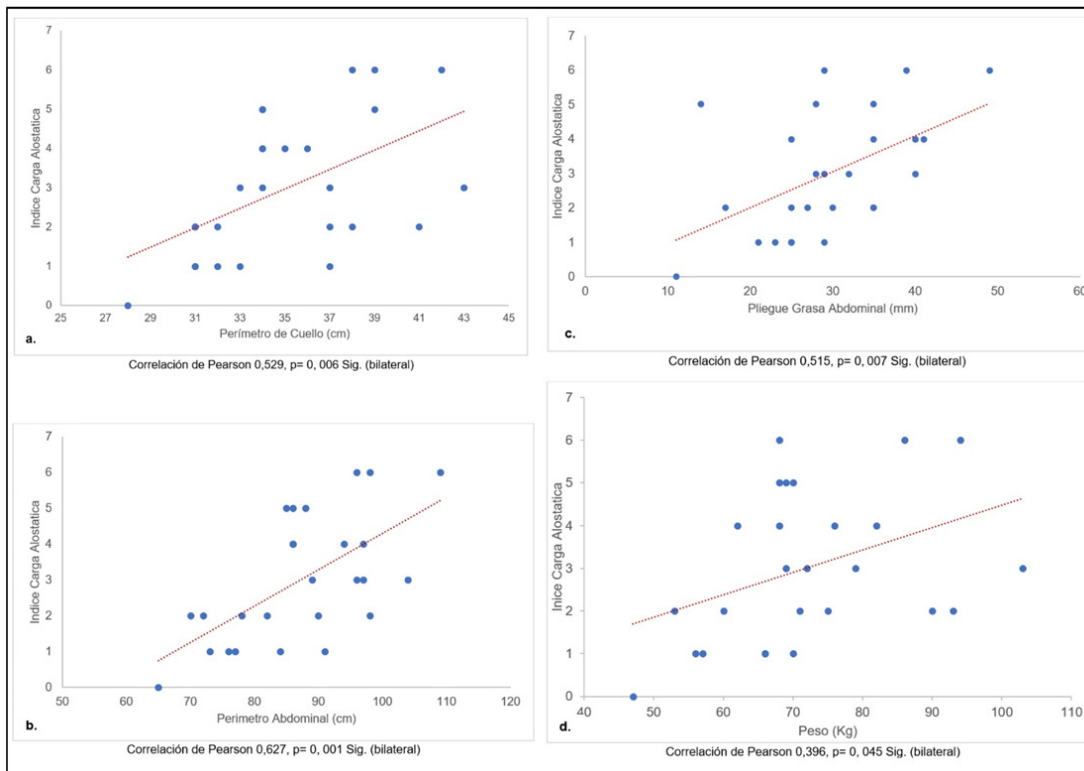 7
6
5
4
3
2
1
0
Indice Carga Alostatica
25 27 29 31 33 35 37 39 41 43 45
Perímetro de Cuello (cm)
a.
Correlación de Pearson 0,529, p= 0, 006 Sig. (bilateral)
7
6
5
4
3
2
1
0
Indice Carga Alostatica
0 10 20 30 40 50 60
Pliegue Grasa Abdominal (mm)
c.
Correlación de Pearson 0,515, p= 0, 007 Sig. (bilateral)
7
6
5
4
3
2
1
0
Indice Carga Alostatica
50 60 70 80 90 100 110 120
Perimetro Abdominal (cm)
b.
Correlación de Pearson 0,627, p= 0, 001 Sig. (bilateral)
7
6
5
4
3
2
1
0
Inice Carga Alostatica
40 50 60 70 80 90 100 110
Peso (Kg)
d.
Correlación de Pearson 0,396, p= 0, 045 Sig. (bilateral)